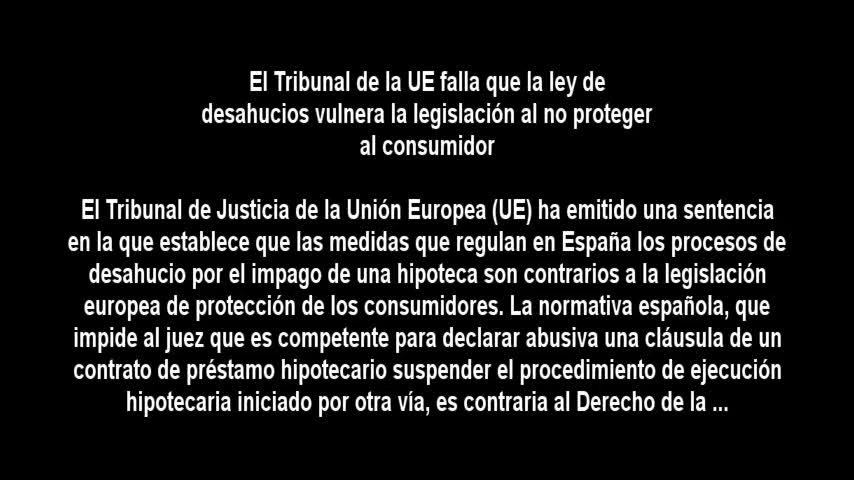 El Tribunal de la UE falla que la ley de
desahucios vulnera la legislación al no proteger
al consumidor
El Tribunal de Justicia de la Unión Europea (UE) ha emitido una sentencia
en la que establece que las medidas que regulan en España los procesos de
desahucio por el impago de una hipoteca son contrarios a la legislación
europea de protección de los consumidores. La normativa española, que
impide al juez que es competente para declarar abusiva una cláusula de un
contrato de préstamo hipotecario suspender el procedimiento de ejecución
hipotecaria iniciado por otra vía, es contraria al Derecho de la ...